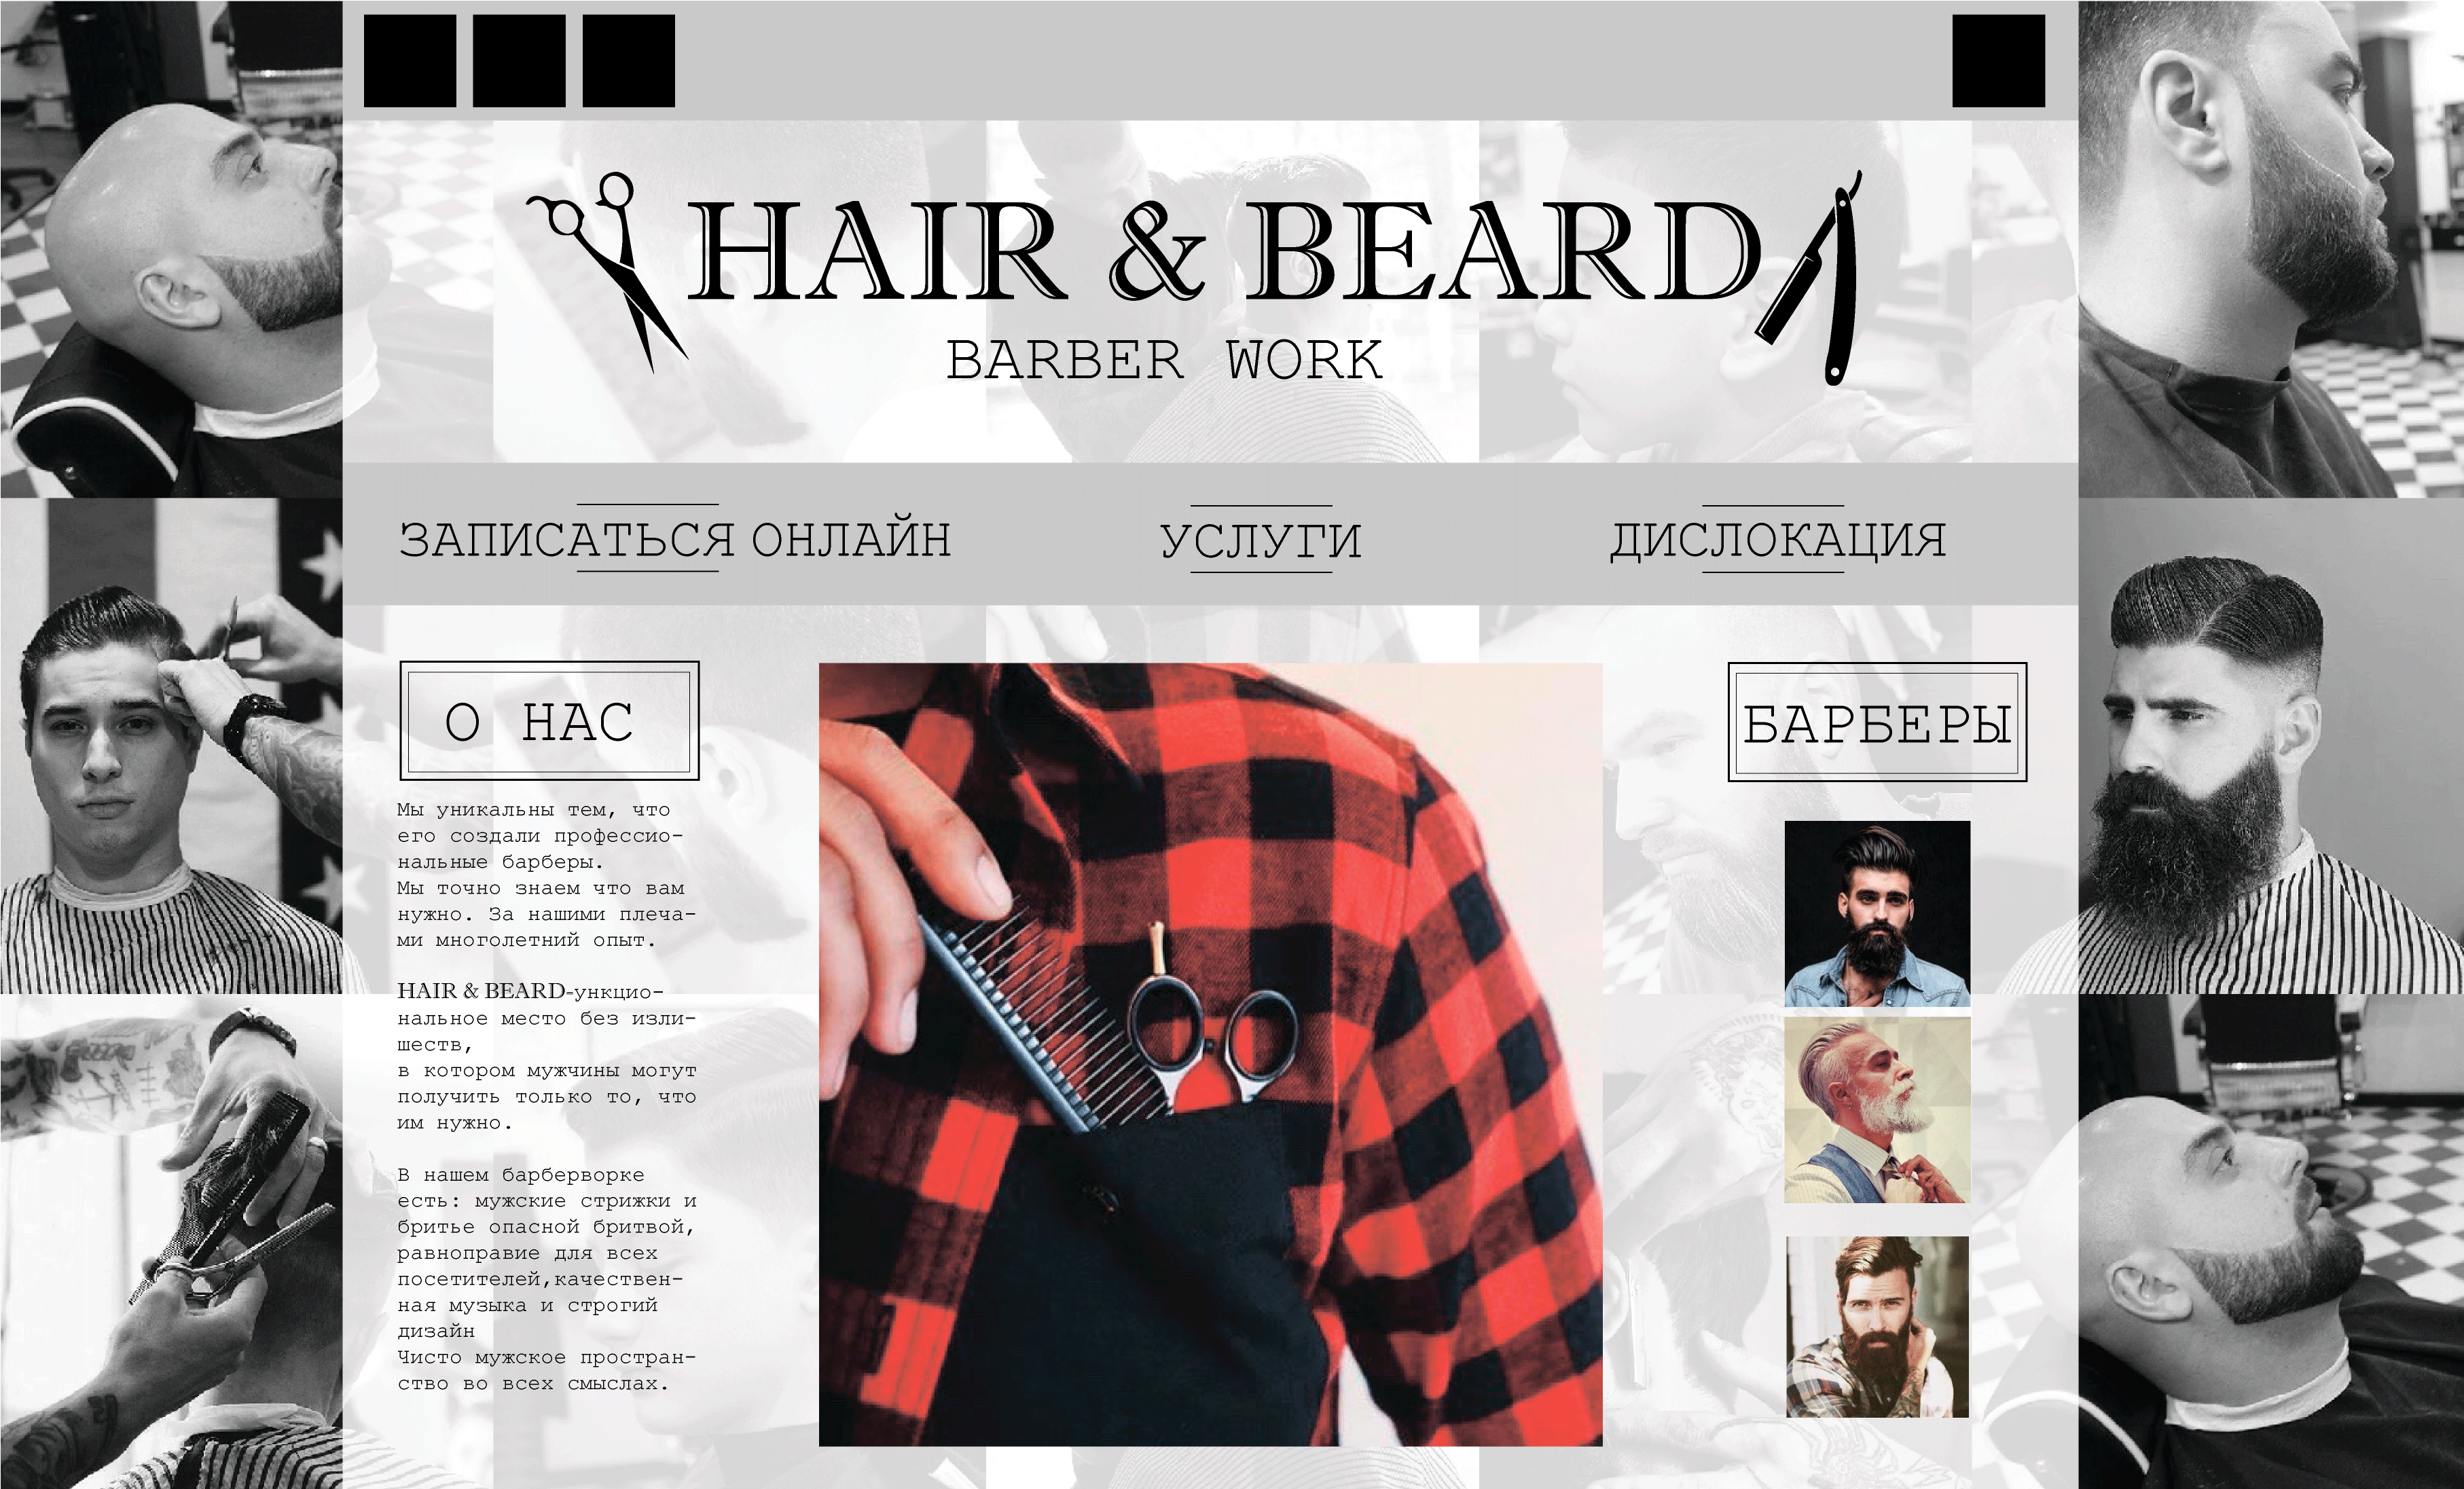 HAIR & BEARD
BARBER WORK
ЗАПИСАТЬСЯ ОНЛАЙН
УСЛУГИ
ДИСЛОКАЦИЯ
О НАС
Мы уникальны тем, что
его создали профессио-
нальные барберы.
Мы точно знаем что вам
нужно. За нашими плеча-
ми многолетний опыт.
HAIR & BEARD-ункцио-
нальное место без изли-
шеств,
в котором мужчины могут
получить только то, что
им нужно.
В нашем барберворке
есть: мужские стрижки и
бритье опасной бритвой,
равноправие для всех
посетителей,качествен-
ная музыка и строгий
дизайн
Чисто мужское простран-
ство во всех смыслах.
БАРБЕРЫ